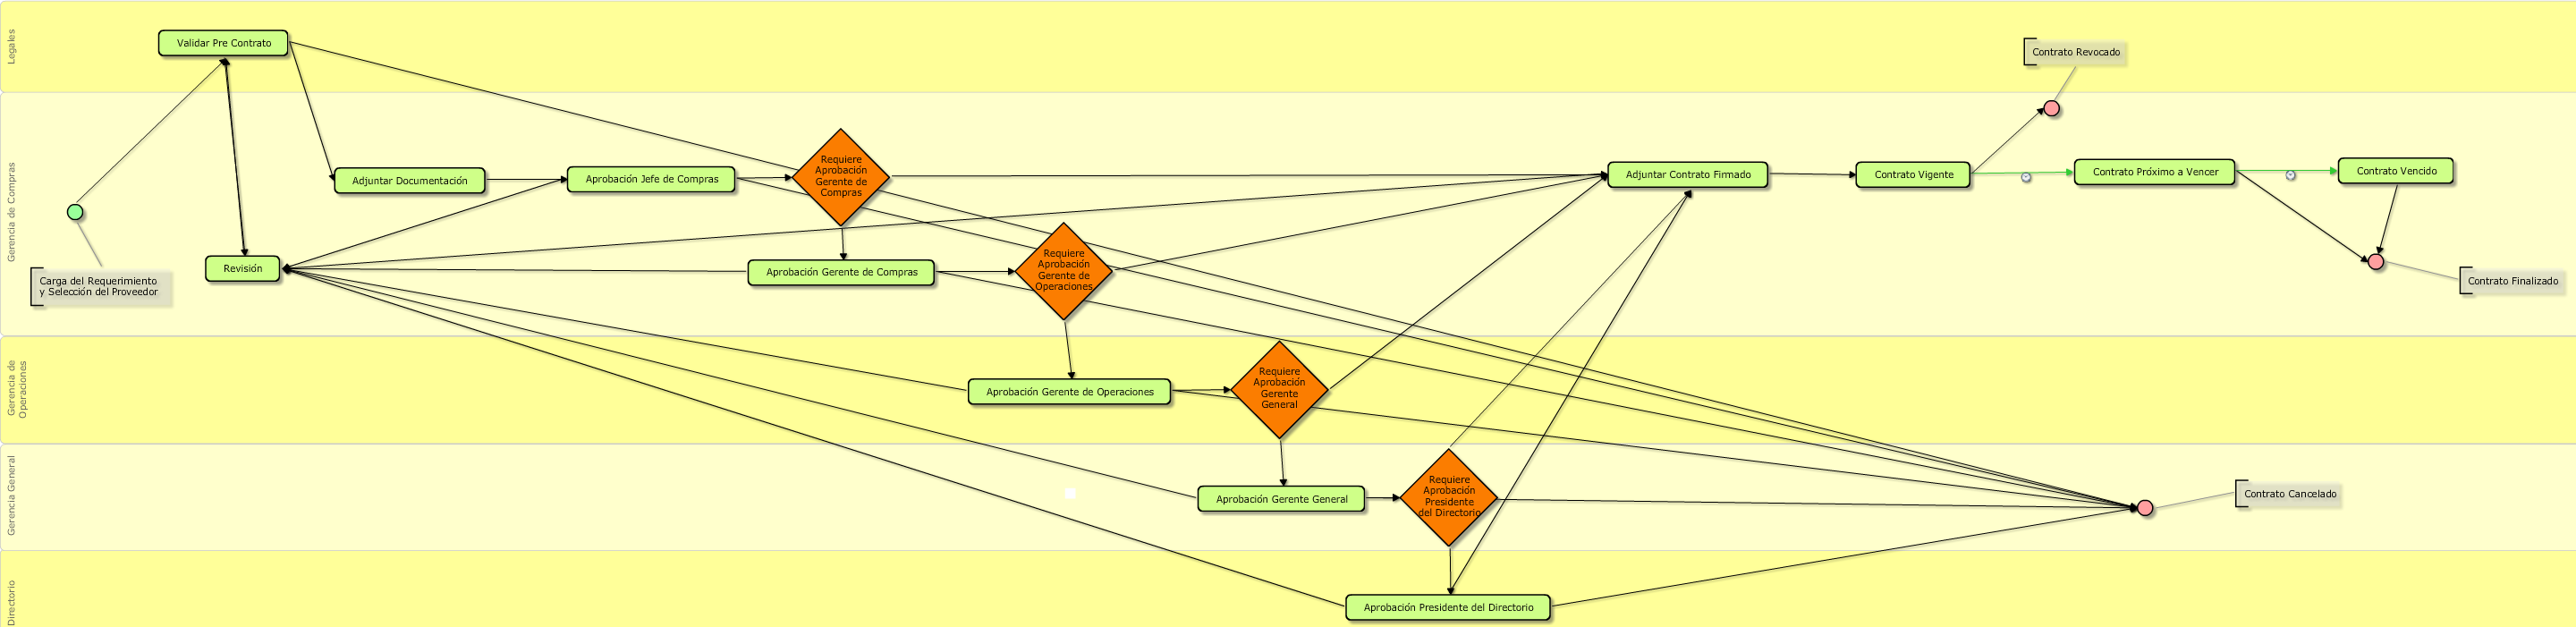 Legales
Validar Pre Contrato
Contrato Revocado
Gerencia de Compras
Requiere
Aprobación
Gerente de
Compras
Adjuntar Documentación
Aprobación Jefe de Compras
Adjuntar Contrato Firmado
Contrato Vigente
Contrato Próximo a Vencer
Contrato Vencido
Carga del Requerimiento
y Selección del Proveedor
Revisión
Aprobación Gerente de Compras
Requiere
Aprobación
Gerente de
Operaciones
Contrato Finalizado
Gerencia de
Operaciones
Aprobación Gerente de Operaciones
Requiere
Aprobación
Gerente
General
Gerencia General
Aprobación Gerente General
Requiere
Aprobación
Presidente
del Directorio
Contrato Cancelado
Directorio
Aprobación Presidente del Directorio